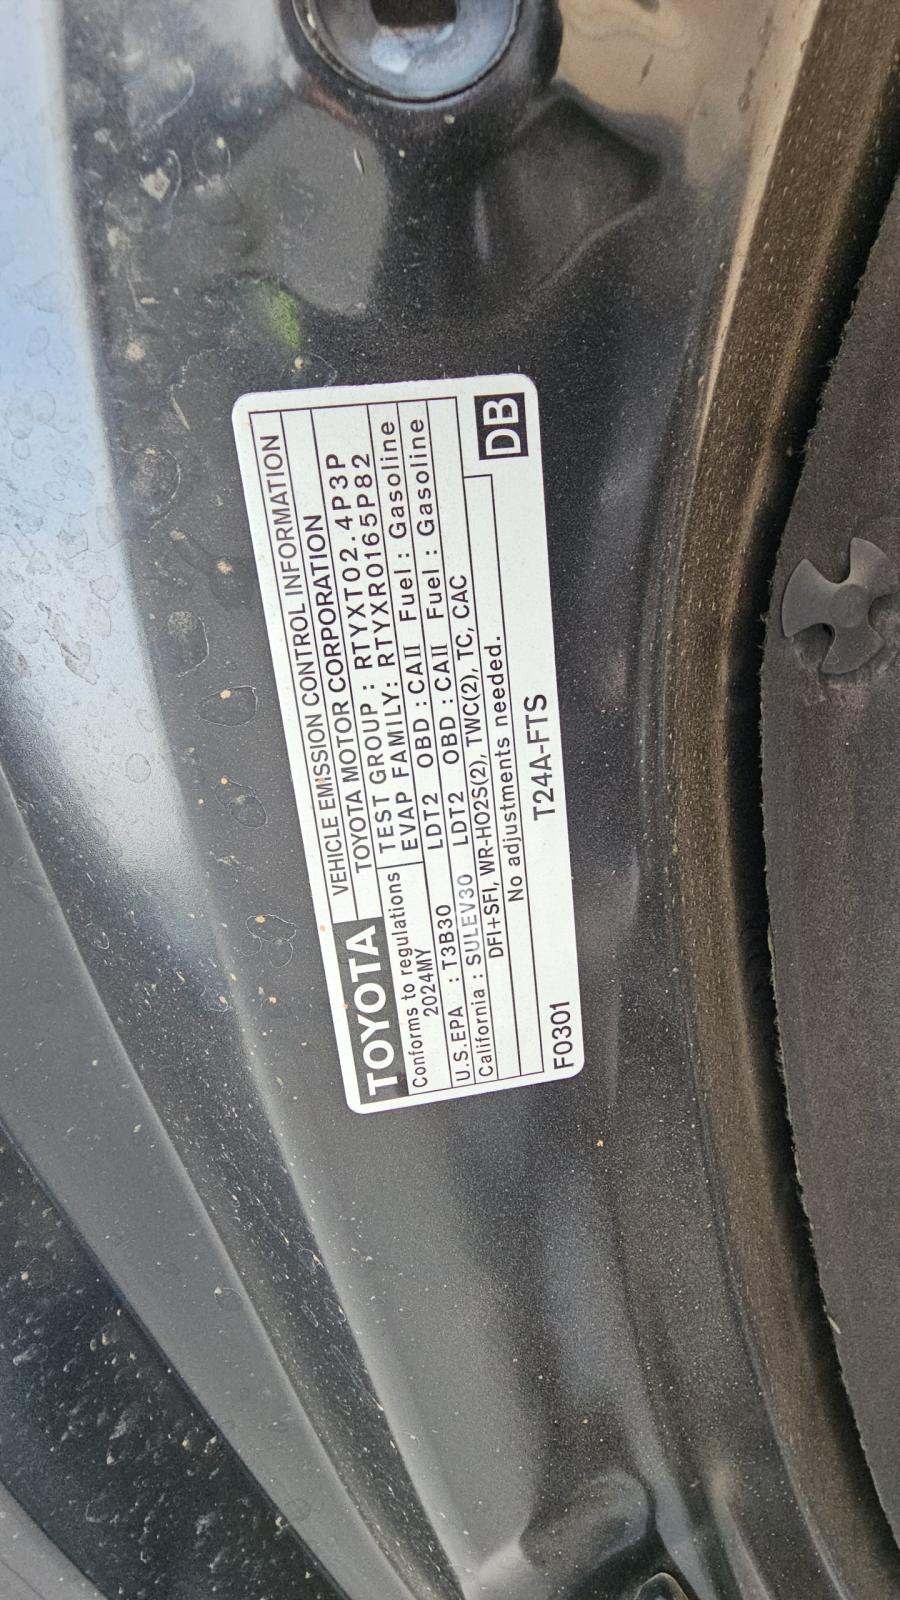 TOYOTA VEHICLE EMISSION CONTROL INFORMATION
TOYOTA MOTOR CORPORATION
Conforms to regulations TEST GROUP : RTYXT02.4P3P
2024MY EVAP FAMILY: RTYXR0165P82
U.S.EPA : T3B30 LDT2 OBD : CAII Fuel : Gasoline
California : SULEV30 LDT2 OBD : CAII Fuel : Gasoline
DFI+SFI, WR-HO2S(2), TWC(2), TC, CAC
No adjustments needed.
DB
F0301 T24A-FTS